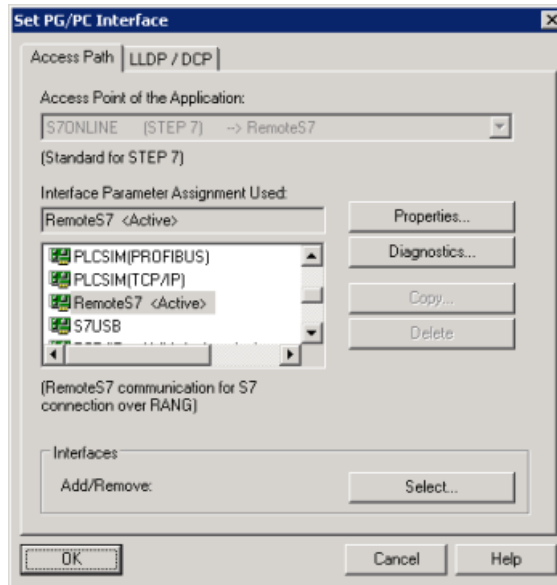 Set PG/PC Interface
Access Path LLDP / DCP
Access Point of the Application:
S7ONLINE (STEP 7) --> RemoteS7
(Standard for STEP 7)
Interface Parameter Assignment Used:
RemoteS7 <Active>
Properties...
PLCSIM(PROFIBUS)
Diagnostics...
PLCSIM(TCP/IP)
RemoteS7 <Active>
Copy...
S7USB
Delete
(RemoteS7 communication for S7
connection over RANG)
Interfaces
Add/Remove:
Select...
OK
Cancel
Help